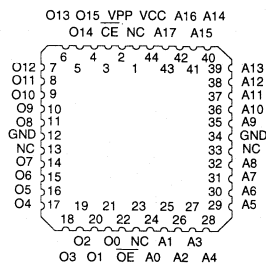 O13 O15 VPP VCC A16 A14
O14 CE NC A17 A15
6 4 2 44 42 40
O12 7 5 3 1 43 41 39 A13
O11 8 38 A12
O10 9 37 A11
O9 10 36 A10
O8 11 35 A9
GND 12 34 GND
NC 13 33 NC
O7 14 32 A8
O6 15 31 A7
O5 16 30 A6
O4 17 19 21 23 25 27 29 A5
18 20 22 24 26 28
O2 O0 NC A1 A3
O3 O1 OE A0 A2 A4